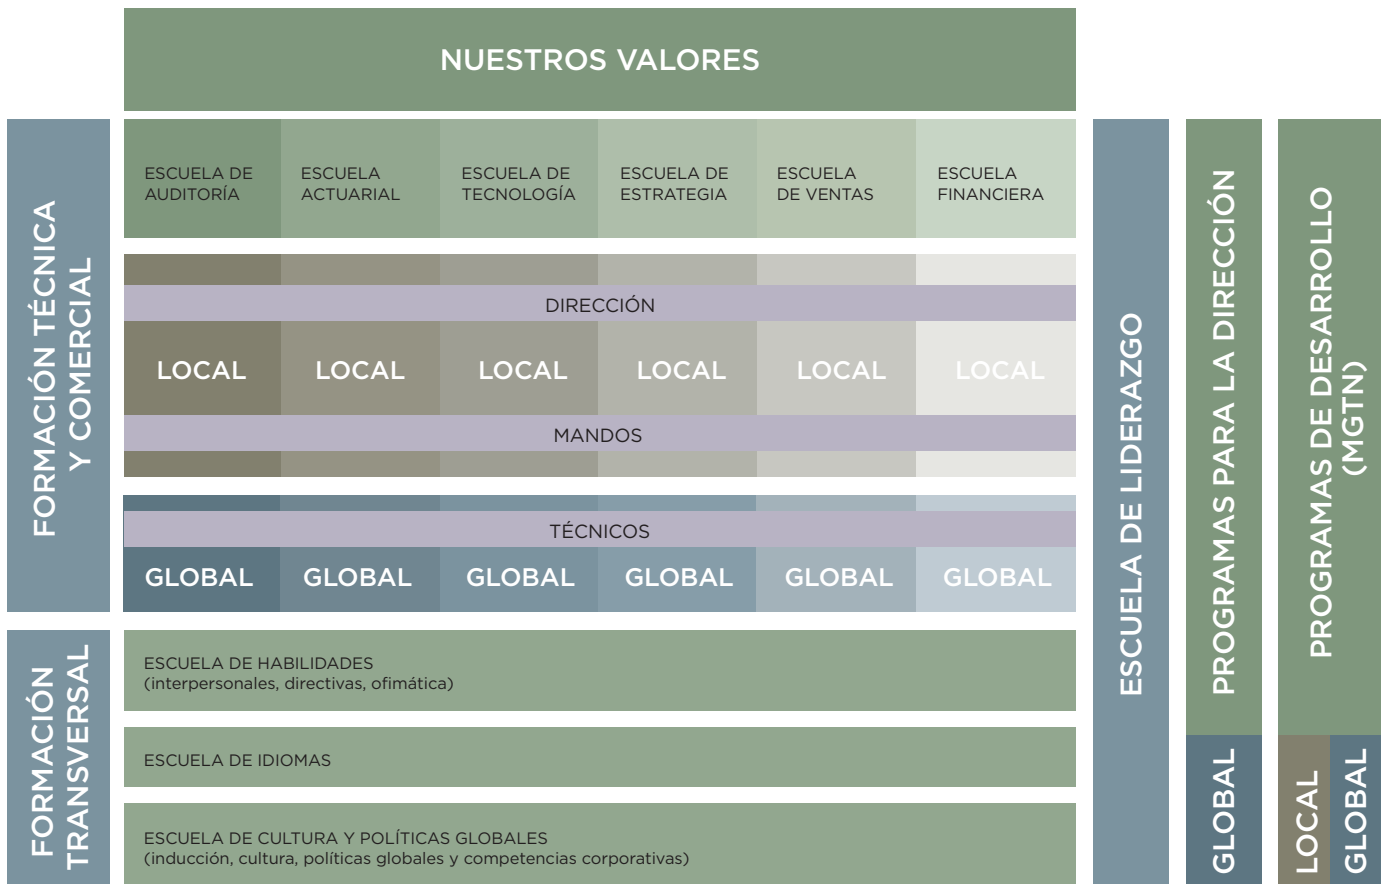 NUESTROS VALORES
FORMACIÓN TÉCNICA
Y COMERCIAL
ESCUELA DE
AUDITORÍA
ESCUELA
ACTUARIAL
ESCUELA DE
TECNOLOGÍA
ESCUELA DE
ESTRATEGIA
ESCUELA
DE VENTAS
ESCUELA
FINANCIERA
DIRECCIÓN
LOCAL
LOCAL
LOCAL
LOCAL
LOCAL
LOCAL
MANDOS
TÉCNICOS
GLOBAL
GLOBAL
GLOBAL
GLOBAL
GLOBAL
GLOBAL
FORMACIÓN
TRANSVERSAL
ESCUELA DE HABILIDADES
(interpersonales, directivas, ofimática)
ESCUELA DE IDIOMAS
ESCUELA DE CULTURA Y POLÍTICAS GLOBALES
(inducción, cultura, políticas globales y competencias corporativas)
ESCUELA DE LIDERAZGO
PROGRAMAS PARA LA DIRECCIÓN
GLOBAL
PROGRAMAS DE DESARROLLO
(MGTN)
LOCAL
GLOBAL